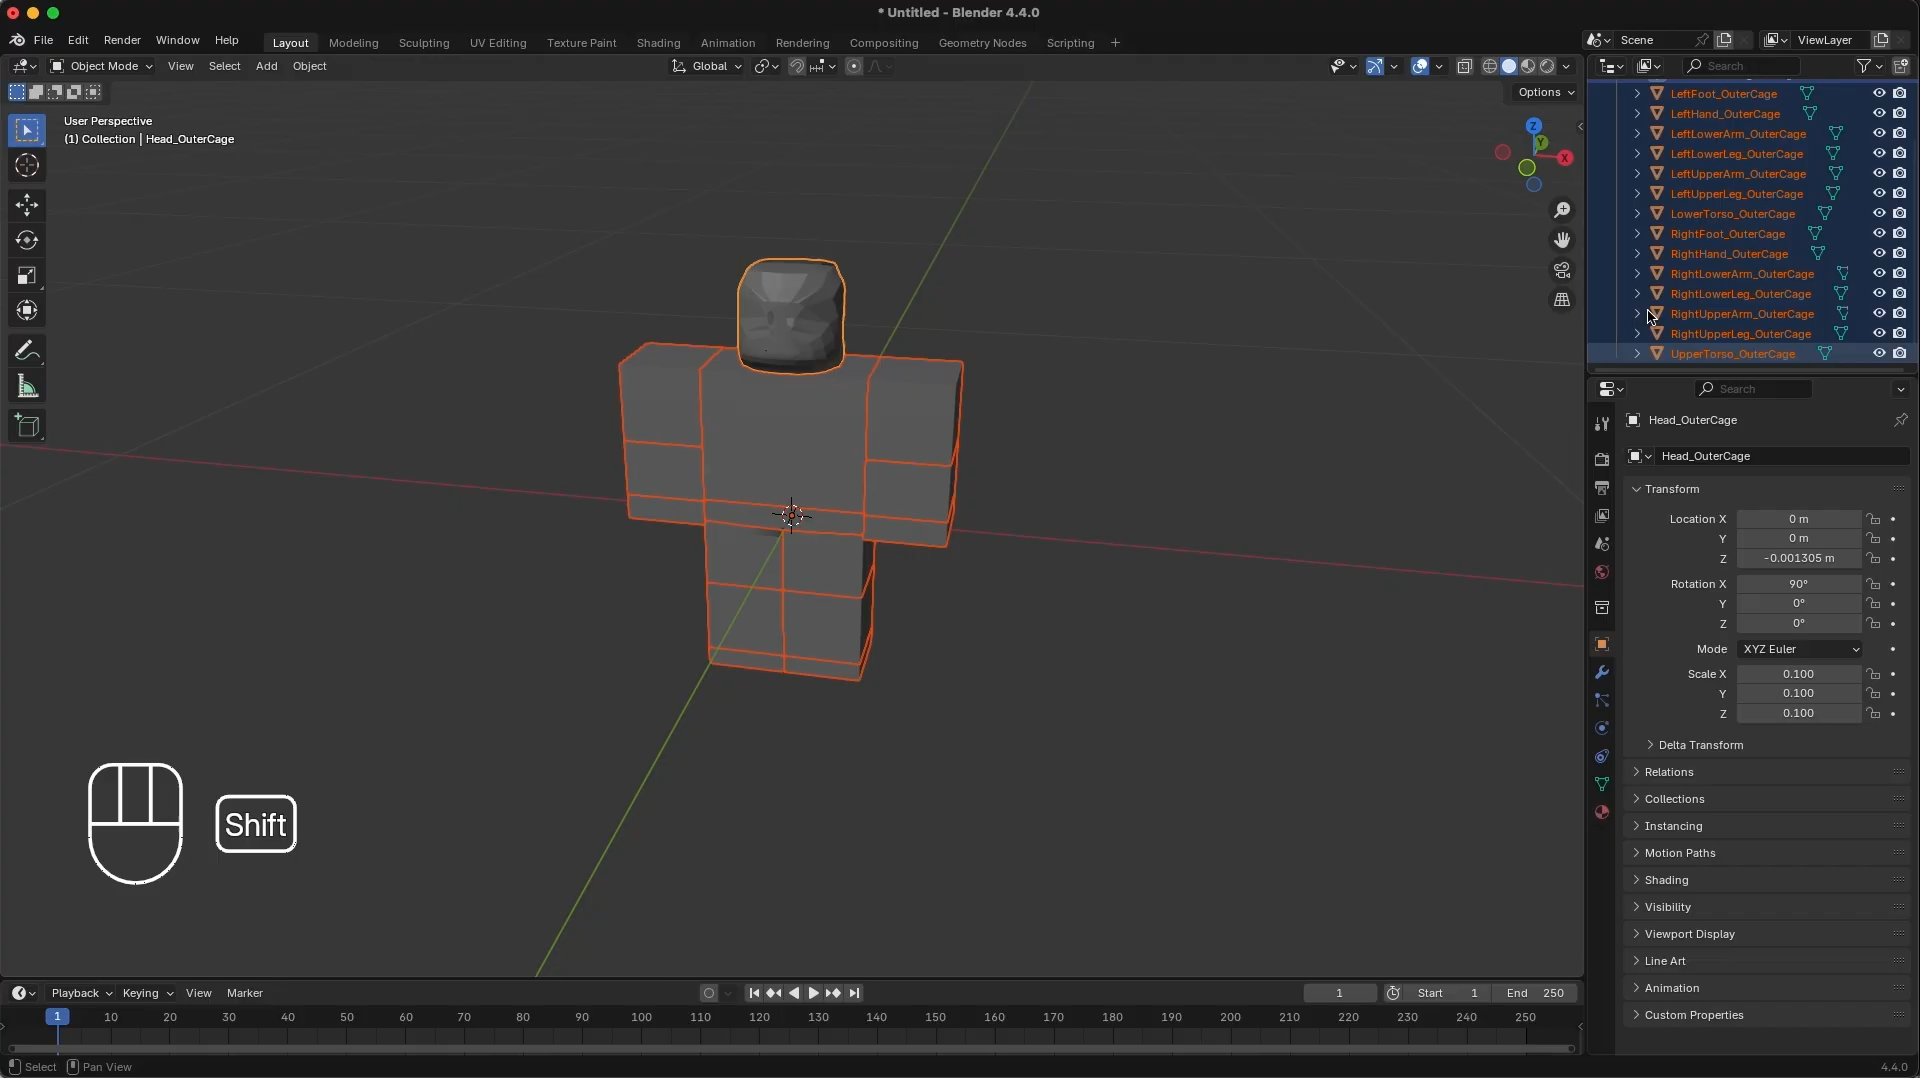 * Untitled - Blender 4.4.0
File Edit Render Window Help
Layout Modeling Sculpting UV Editing Texture Paint Shading Animation Rendering Compositing Geometry Nodes Scripting +
Scene
ViewLayer
Object Mode View Select Add Object
Global
Search
Options
User Perspective
(1) Collection | Head_OuterCage
Z
Y
X
LeftFoot_OuterCage
LeftHand_OuterCage
LeftLowerArm_OuterCage
LeftLowerLeg_OuterCage
LeftUpperArm_OuterCage
LeftUpperLeg_OuterCage
LowerTorso_OuterCage
RightFoot_OuterCage
RightHand_OuterCage
RightLowerArm_OuterCage
RightLowerLeg_OuterCage
RightUpperArm_OuterCage
RightUpperLeg_OuterCage
UpperTorso_OuterCage
Search
Head_OuterCage
Head_OuterCage
Transform
Location X 0 m
Y 0 m
Z -0.001305 m
Rotation X 90°
Y 0°
Z 0°
Mode XYZ Euler
Scale X 0.100
Y 0.100
Z 0.100
Delta Transform
Relations
Collections
Instancing
Motion Paths
Shading
Visibility
Viewport Display
Line Art
Animation
Custom Properties
Shift
Playback Keying View Marker
1 Start 1 End 250
1 10 20 30 40 50 60 70 80 90 100 110 120 130 140 150 160 170 180 190 200 210 220 230 240 250
Select Pan View
4.4.0